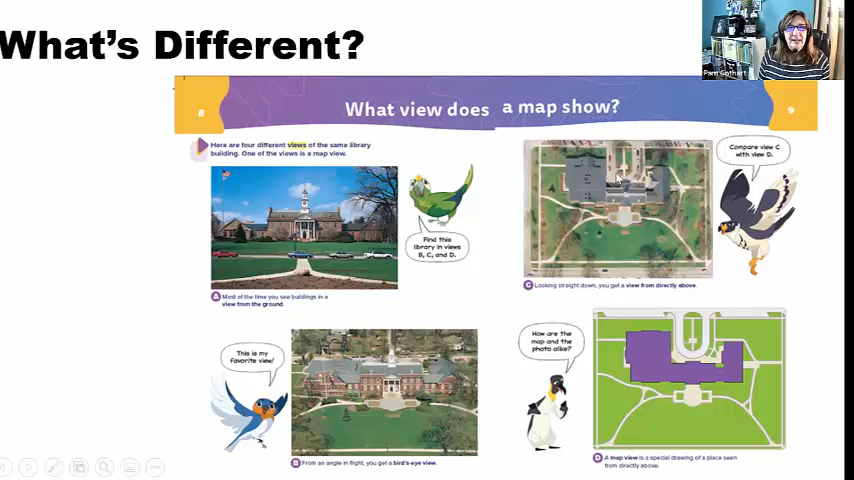 What's Different?
Pam Gothart
8
What view does a map show?
9
Here are four different views of the same library
building. One of the views is a map view.
Find this
library in views
B, C, and D.
A Most of the time you see buildings in a
view from the ground.
Compare view C
with view D.
C Looking straight down, you get a view from directly above.
This is my
favorite view!
B From an angle in flight, you get a bird's-eye view.
How are the
map and the
photo alike?
D A map view is a special drawing of a place seen
from directly above.